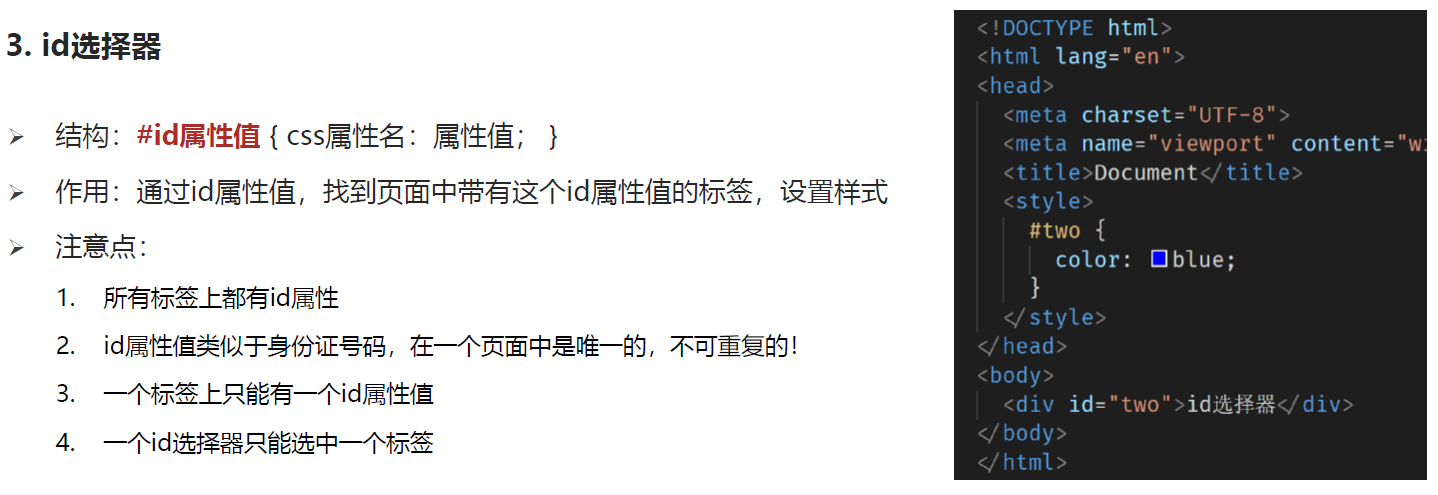 3. id选择器
结构：#id属性值 { css属性名：属性值； }
作用：通过id属性值，找到页面中带有这个id属性值的标签，设置样式
注意点：
1. 所有标签上都有id属性
2. id属性值类似于身份证号码，在一个页面中是唯一的，不可重复的！
3. 一个标签上只能有一个id属性值
4. 一个id选择器只能选中一个标签
<!DOCTYPE html>
<html lang="en">
<head>
<meta charset="UTF-8">
<meta name="viewport" content="
<title>Document</title>
<style>
#two {
color: blue;
}
</style>
</head>
<body>
<div id="two">id选择器</div>
</body>
</html>